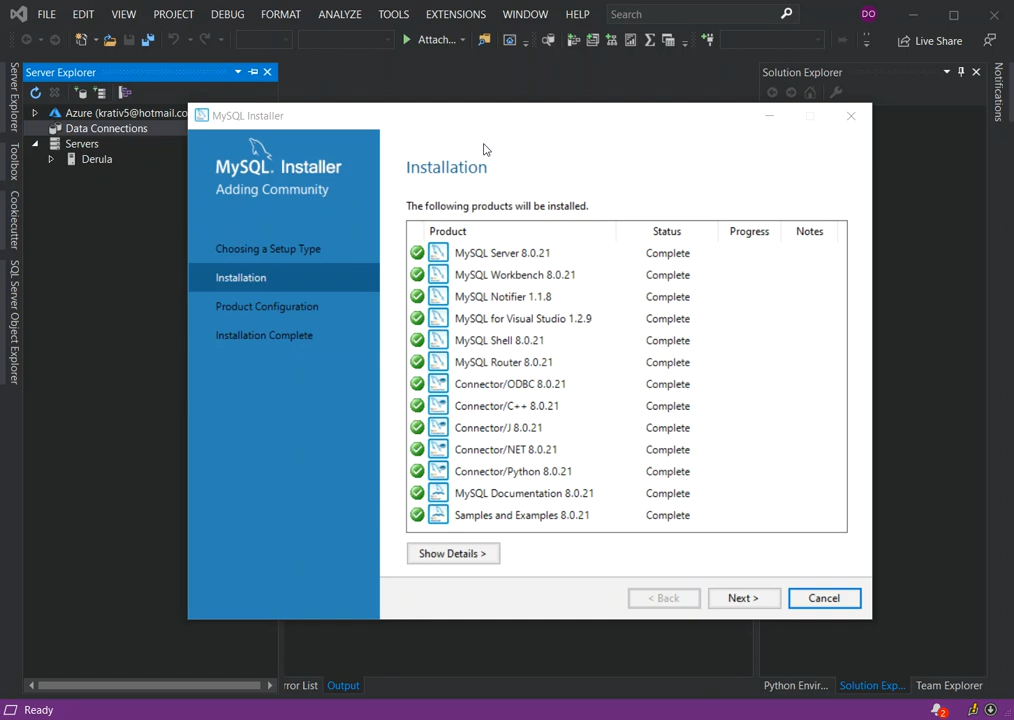 FILE EDIT VIEW PROJECT DEBUG FORMAT ANALYZE TOOLS EXTENSIONS WINDOW HELP Search DO
Attach... Live Share
Server Explorer
Solution Explorer
Server Explorer
Toolbox
Cookiecutter
SQL Server Object Explorer
Notifications
Azure (krativ5@hotmail.co
Data Connections
Servers
Derula
MySQL Installer
MySQL. Installer
Adding Community
Choosing a Setup Type
Installation
Product Configuration
Installation Complete
Installation
The following products will be installed.
Product Status Progress Notes
MySQL Server 8.0.21 Complete
MySQL Workbench 8.0.21 Complete
MySQL Notifier 1.1.8 Complete
MySQL for Visual Studio 1.2.9 Complete
MySQL Shell 8.0.21 Complete
MySQL Router 8.0.21 Complete
Connector/ODBC 8.0.21 Complete
Connector/C++ 8.0.21 Complete
Connector/J 8.0.21 Complete
Connector/NET 8.0.21 Complete
Connector/Python 8.0.21 Complete
MySQL Documentation 8.0.21 Complete
Samples and Examples 8.0.21 Complete
Show Details >
< Back Next > Cancel
rror List Output Python Envir... Solution Exp... Team Explorer
Ready 2